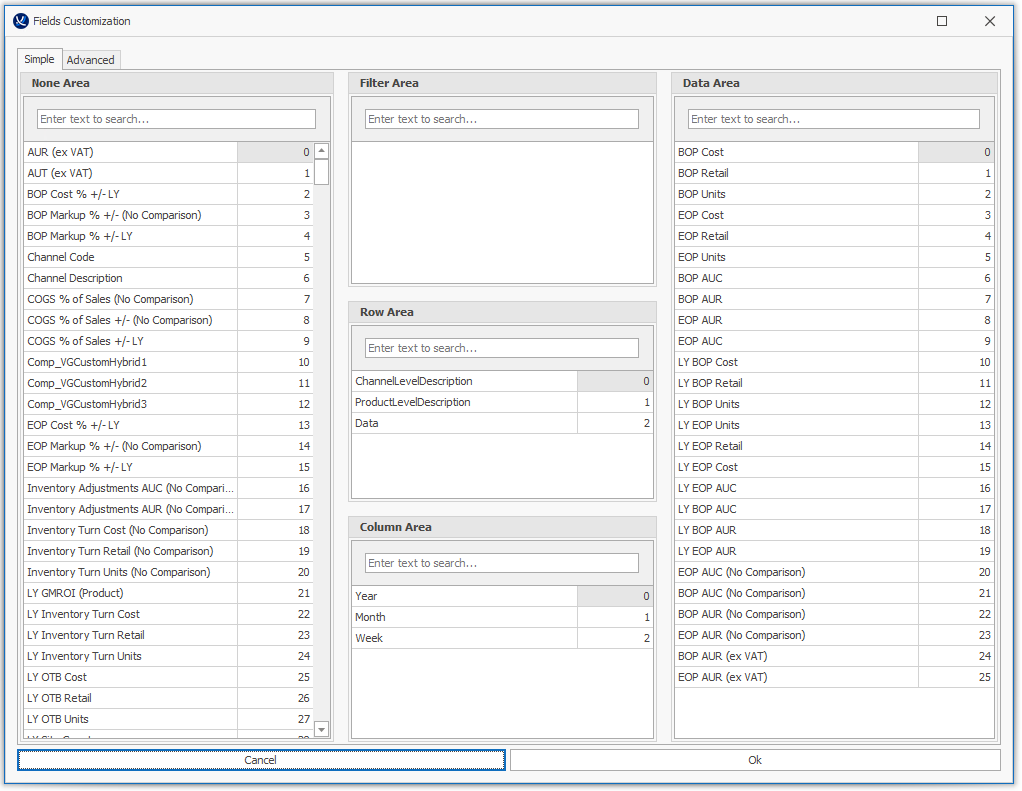 Fields Customization
Simple Advanced
None Area
Enter text to search...
AUR (ex VAT) 0
AUT (ex VAT) 1
BOP Cost % +/- LY 2
BOP Markup % +/- (No Comparison) 3
BOP Markup % +/- LY 4
Channel Code 5
Channel Description 6
COGS % of Sales (No Comparison) 7
COGS % of Sales +/- (No Comparison) 8
COGS % of Sales +/- LY 9
Comp_VGCustomHybrid1 10
Comp_VGCustomHybrid2 11
Comp_VGCustomHybrid3 12
EOP Cost % +/- LY 13
EOP Markup % +/- (No Comparison) 14
EOP Markup % +/- LY 15
Inventory Adjustments AUC (No Compari... 16
Inventory Adjustments AUR (No Compari... 17
Inventory Turn Cost (No Comparison) 18
Inventory Turn Retail (No Comparison) 19
Inventory Turn Units (No Comparison) 20
LY GMROI (Product) 21
LY Inventory Turn Cost 22
LY Inventory Turn Retail 23
LY Inventory Turn Units 24
LY OTB Cost 25
LY OTB Retail 26
LY OTB Units 27
Filter Area
Enter text to search...
Row Area
Enter text to search...
ChannelLevelDescription 0
ProductLevelDescription 1
Data 2
Column Area
Enter text to search...
Year 0
Month 1
Week 2
Data Area
Enter text to search...
BOP Cost 0
BOP Retail 1
BOP Units 2
EOP Cost 3
EOP Retail 4
EOP Units 5
BOP AUC 6
BOP AUR 7
EOP AUR 8
EOP AUC 9
LY BOP Cost 10
LY BOP Retail 11
LY BOP Units 12
LY EOP Units 13
LY EOP Retail 14
LY EOP Cost 15
LY EOP AUC 16
LY BOP AUC 17
LY BOP AUR 18
LY EOP AUR 19
EOP AUC (No Comparison) 20
BOP AUC (No Comparison) 21
BOP AUR (No Comparison) 22
EOP AUR (No Comparison) 23
BOP AUR (ex VAT) 24
EOP AUR (ex VAT) 25
Cancel Ok